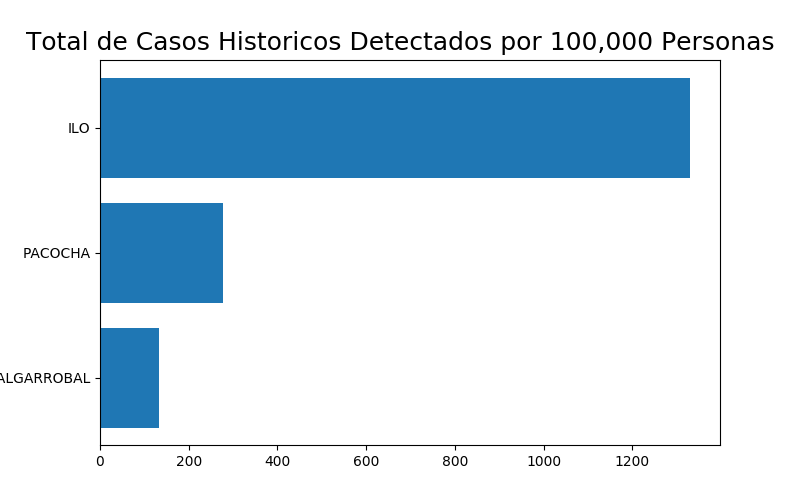 Total de Casos Historicos Detectados por 100,000 Personas
ILO
PACOCHA
ALGARROBAL
0 200 400 600 800 1000 1200